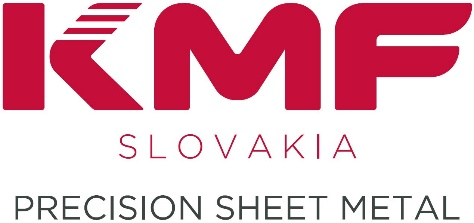 KMF
SLOVAKIA
PRECISION SHEET METAL